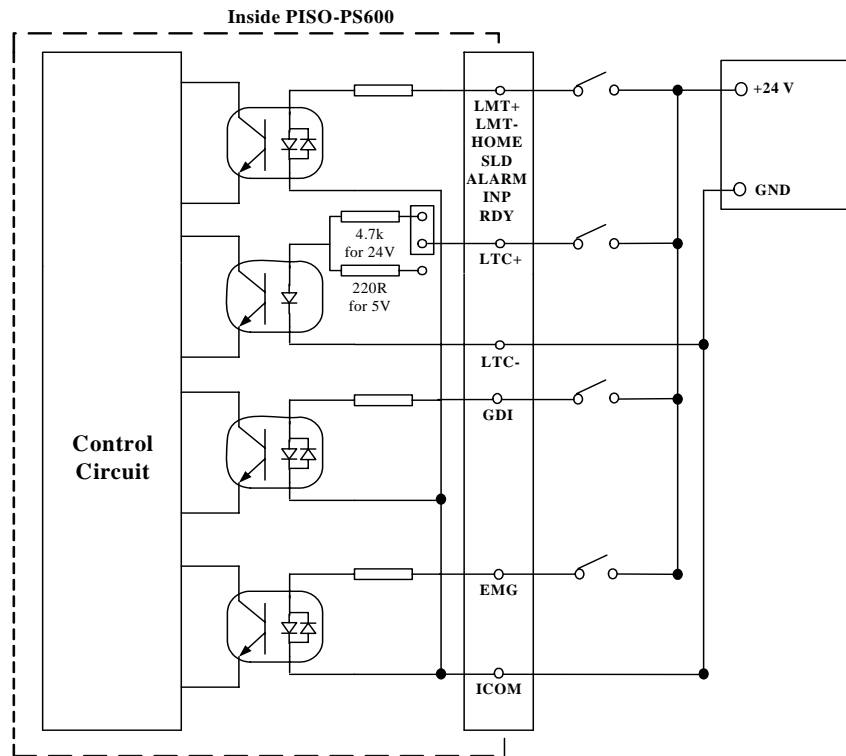 Inside PISO-PS600
+24 V
LMT+
LMT-
HOME
SLD
ALARM
INP
RDY
GND
4.7k
for 24V
LTC+
220R
for 5V
LTC-
GDI
Control
Circuit
EMG
ICOM